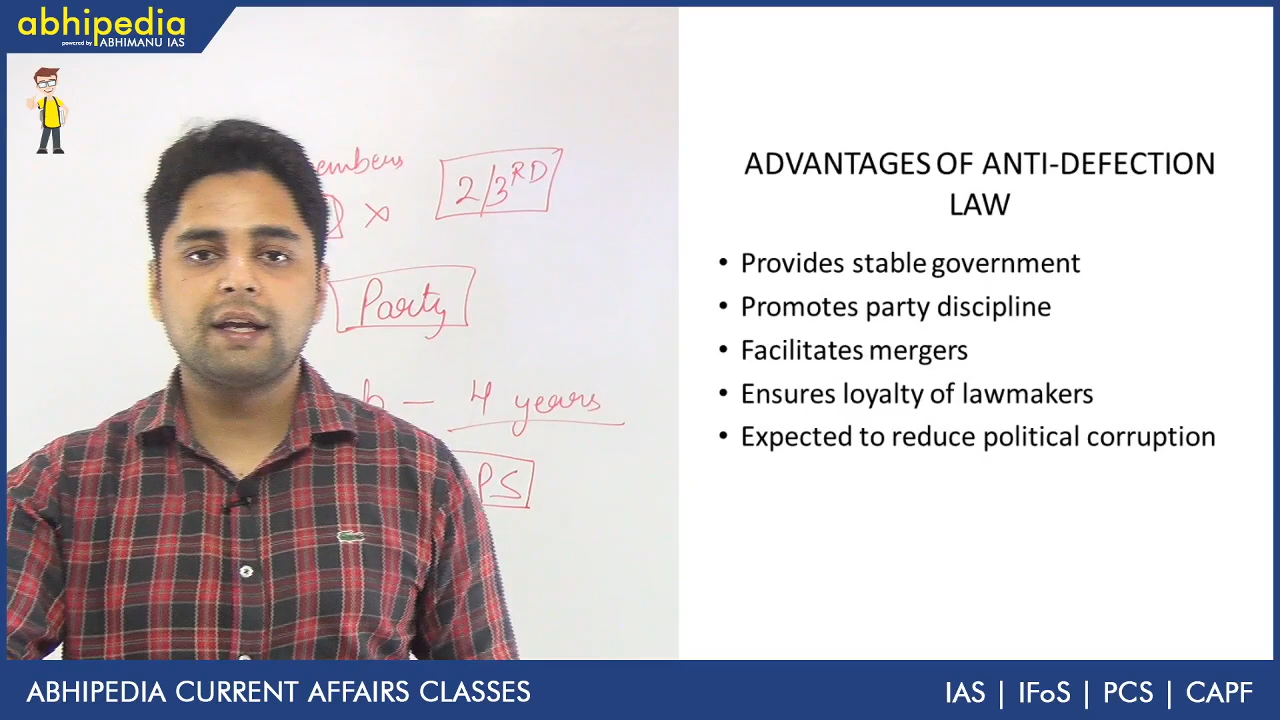 abhipedia
powered by ABHIMANU IAS
2/3RD
x
Party
— 4 years
PS
ADVANTAGES OF ANTI-DEFECTION
LAW
• Provides stable government
• Promotes party discipline
• Facilitates mergers
• Ensures loyalty of lawmakers
• Expected to reduce political corruption
ABHIPEDIA CURRENT AFFAIRS CLASSES
IAS | IFoS | PCS | CAPF